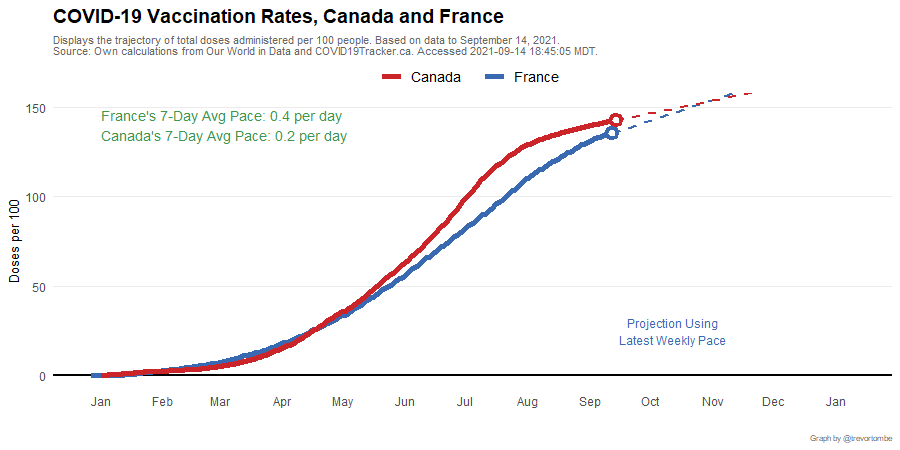 COVID-19 Vaccination Rates, Canada and France
Displays the trajectory of total doses administered per 100 people. Based on data to September 14, 2021.
Source: Own calculations from Our World in Data and COVID19Tracker.ca. Accessed 2021-09-14 18:45:05 MDT.
Canada France
France's 7-Day Avg Pace: 0.4 per day
Canada's 7-Day Avg Pace: 0.2 per day
Doses per 100
150
100
50
0
Projection Using
Latest Weekly Pace
Jan Feb Mar Apr May Jun Jul Aug Sep Oct Nov Dec Jan
Graph by @trevortombe